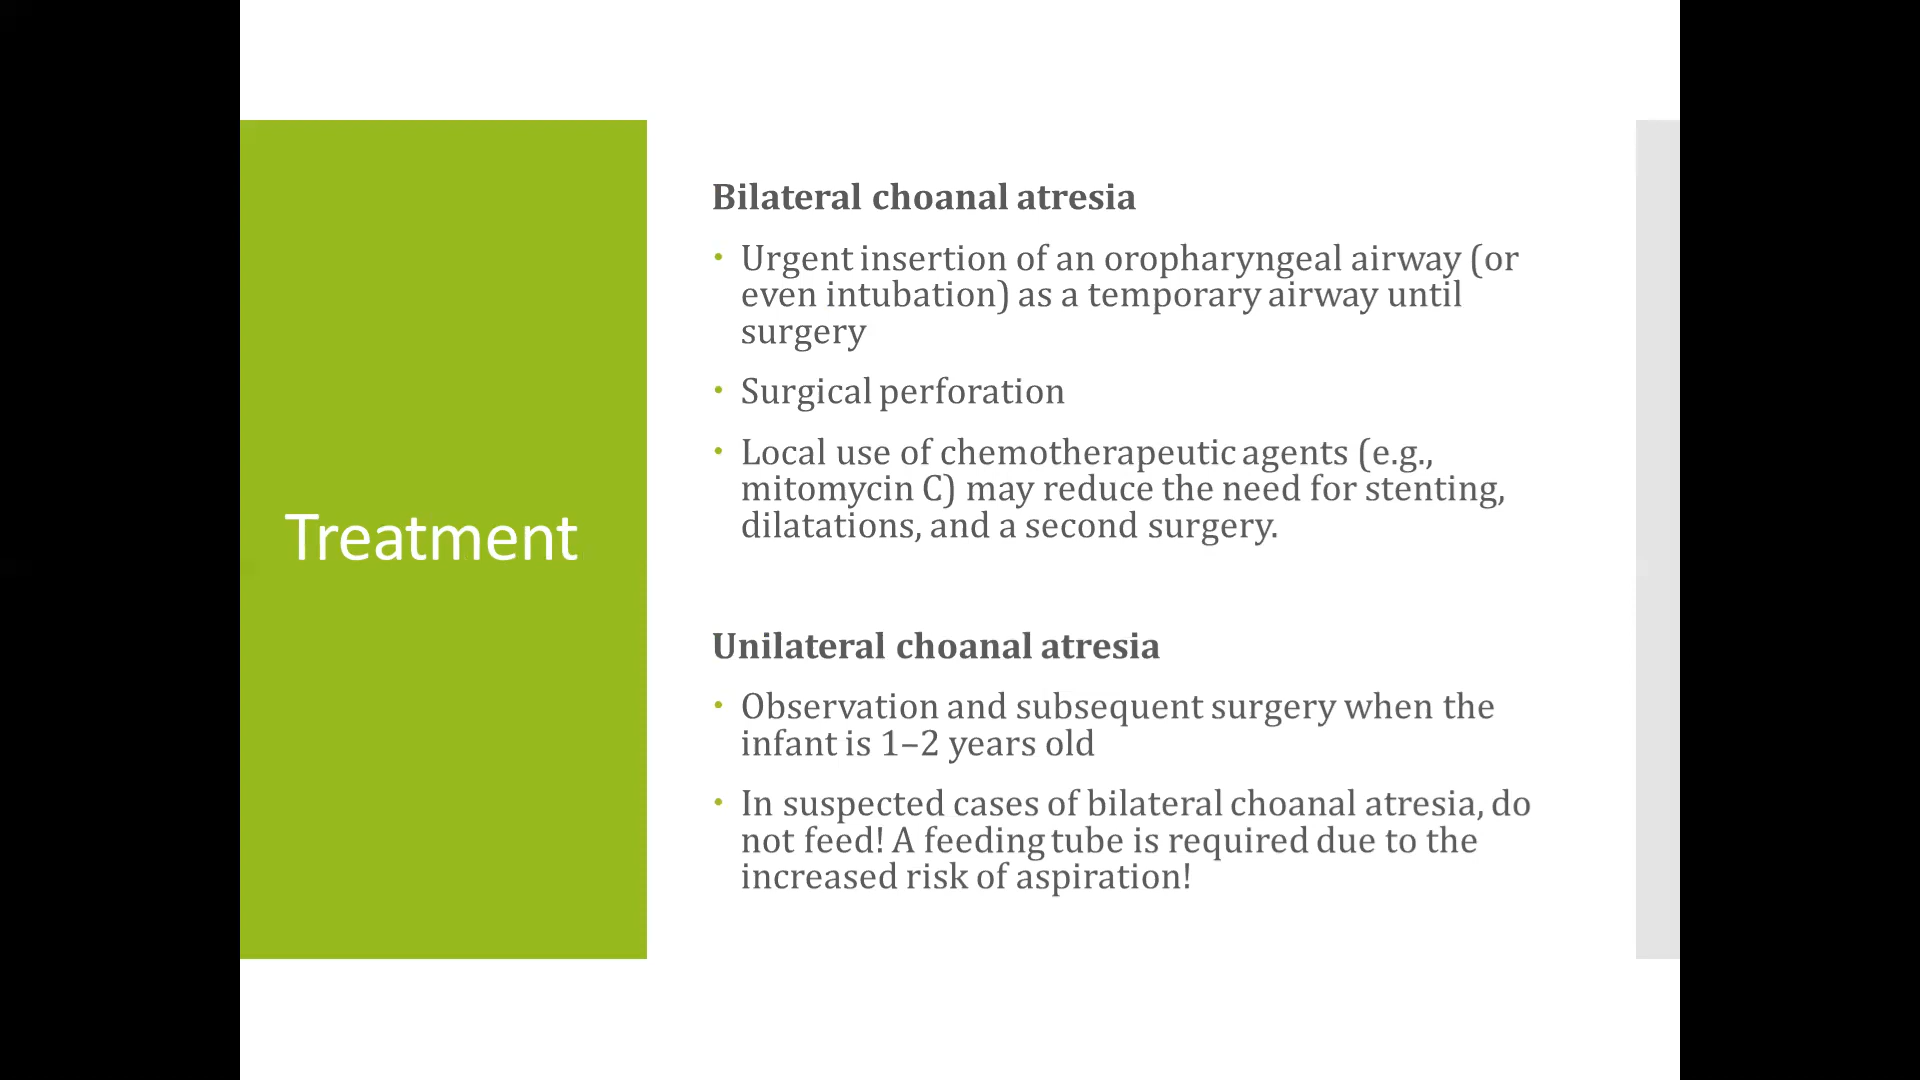 Treatment
Bilateral choanal atresia
• Urgent insertion of an oropharyngeal airway (or
even intubation) as a temporary airway until
surgery
• Surgical perforation
• Local use of chemotherapeutic agents (e.g.,
mitomycin C) may reduce the need for stenting,
dilatations, and a second surgery.
Unilateral choanal atresia
• Observation and subsequent surgery when the
infant is 1–2 years old
• In suspected cases of bilateral choanal atresia, do
not feed! A feeding tube is required due to the
increased risk of aspiration!